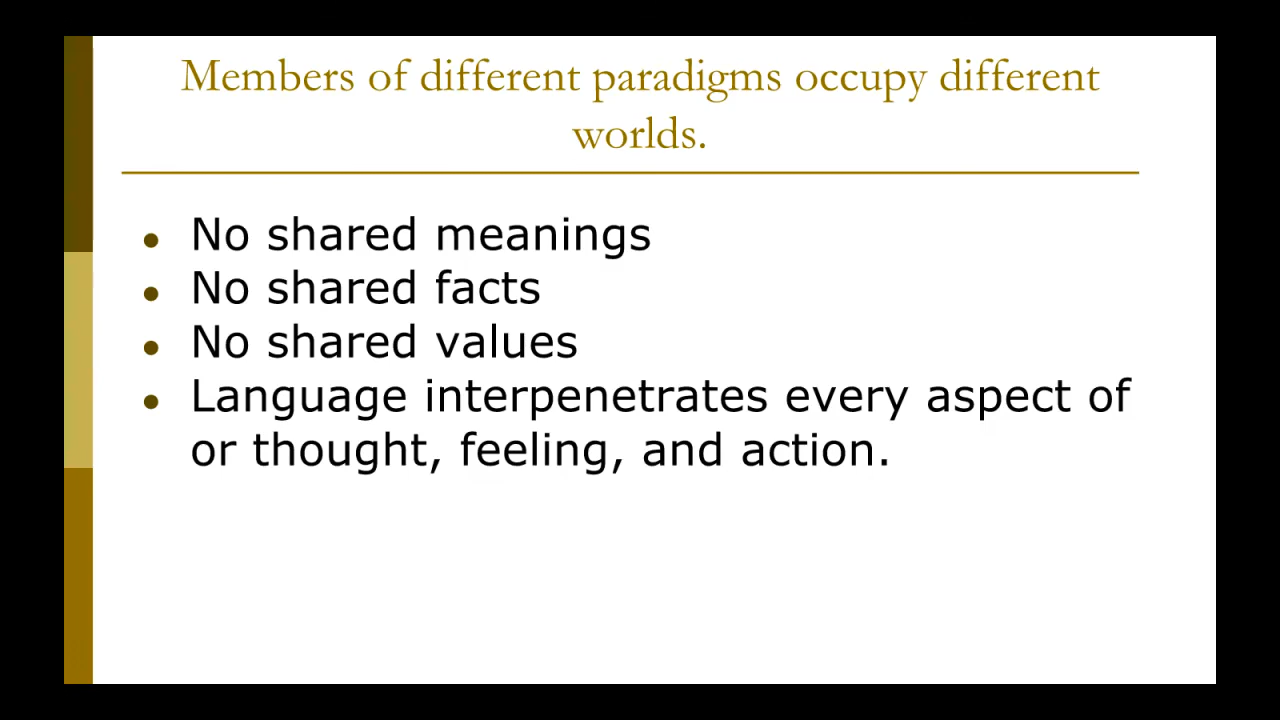 Members of different paradigms occupy different
worlds.
• No shared meanings
• No shared facts
• No shared values
• Language interpenetrates every aspect of
or thought, feeling, and action.